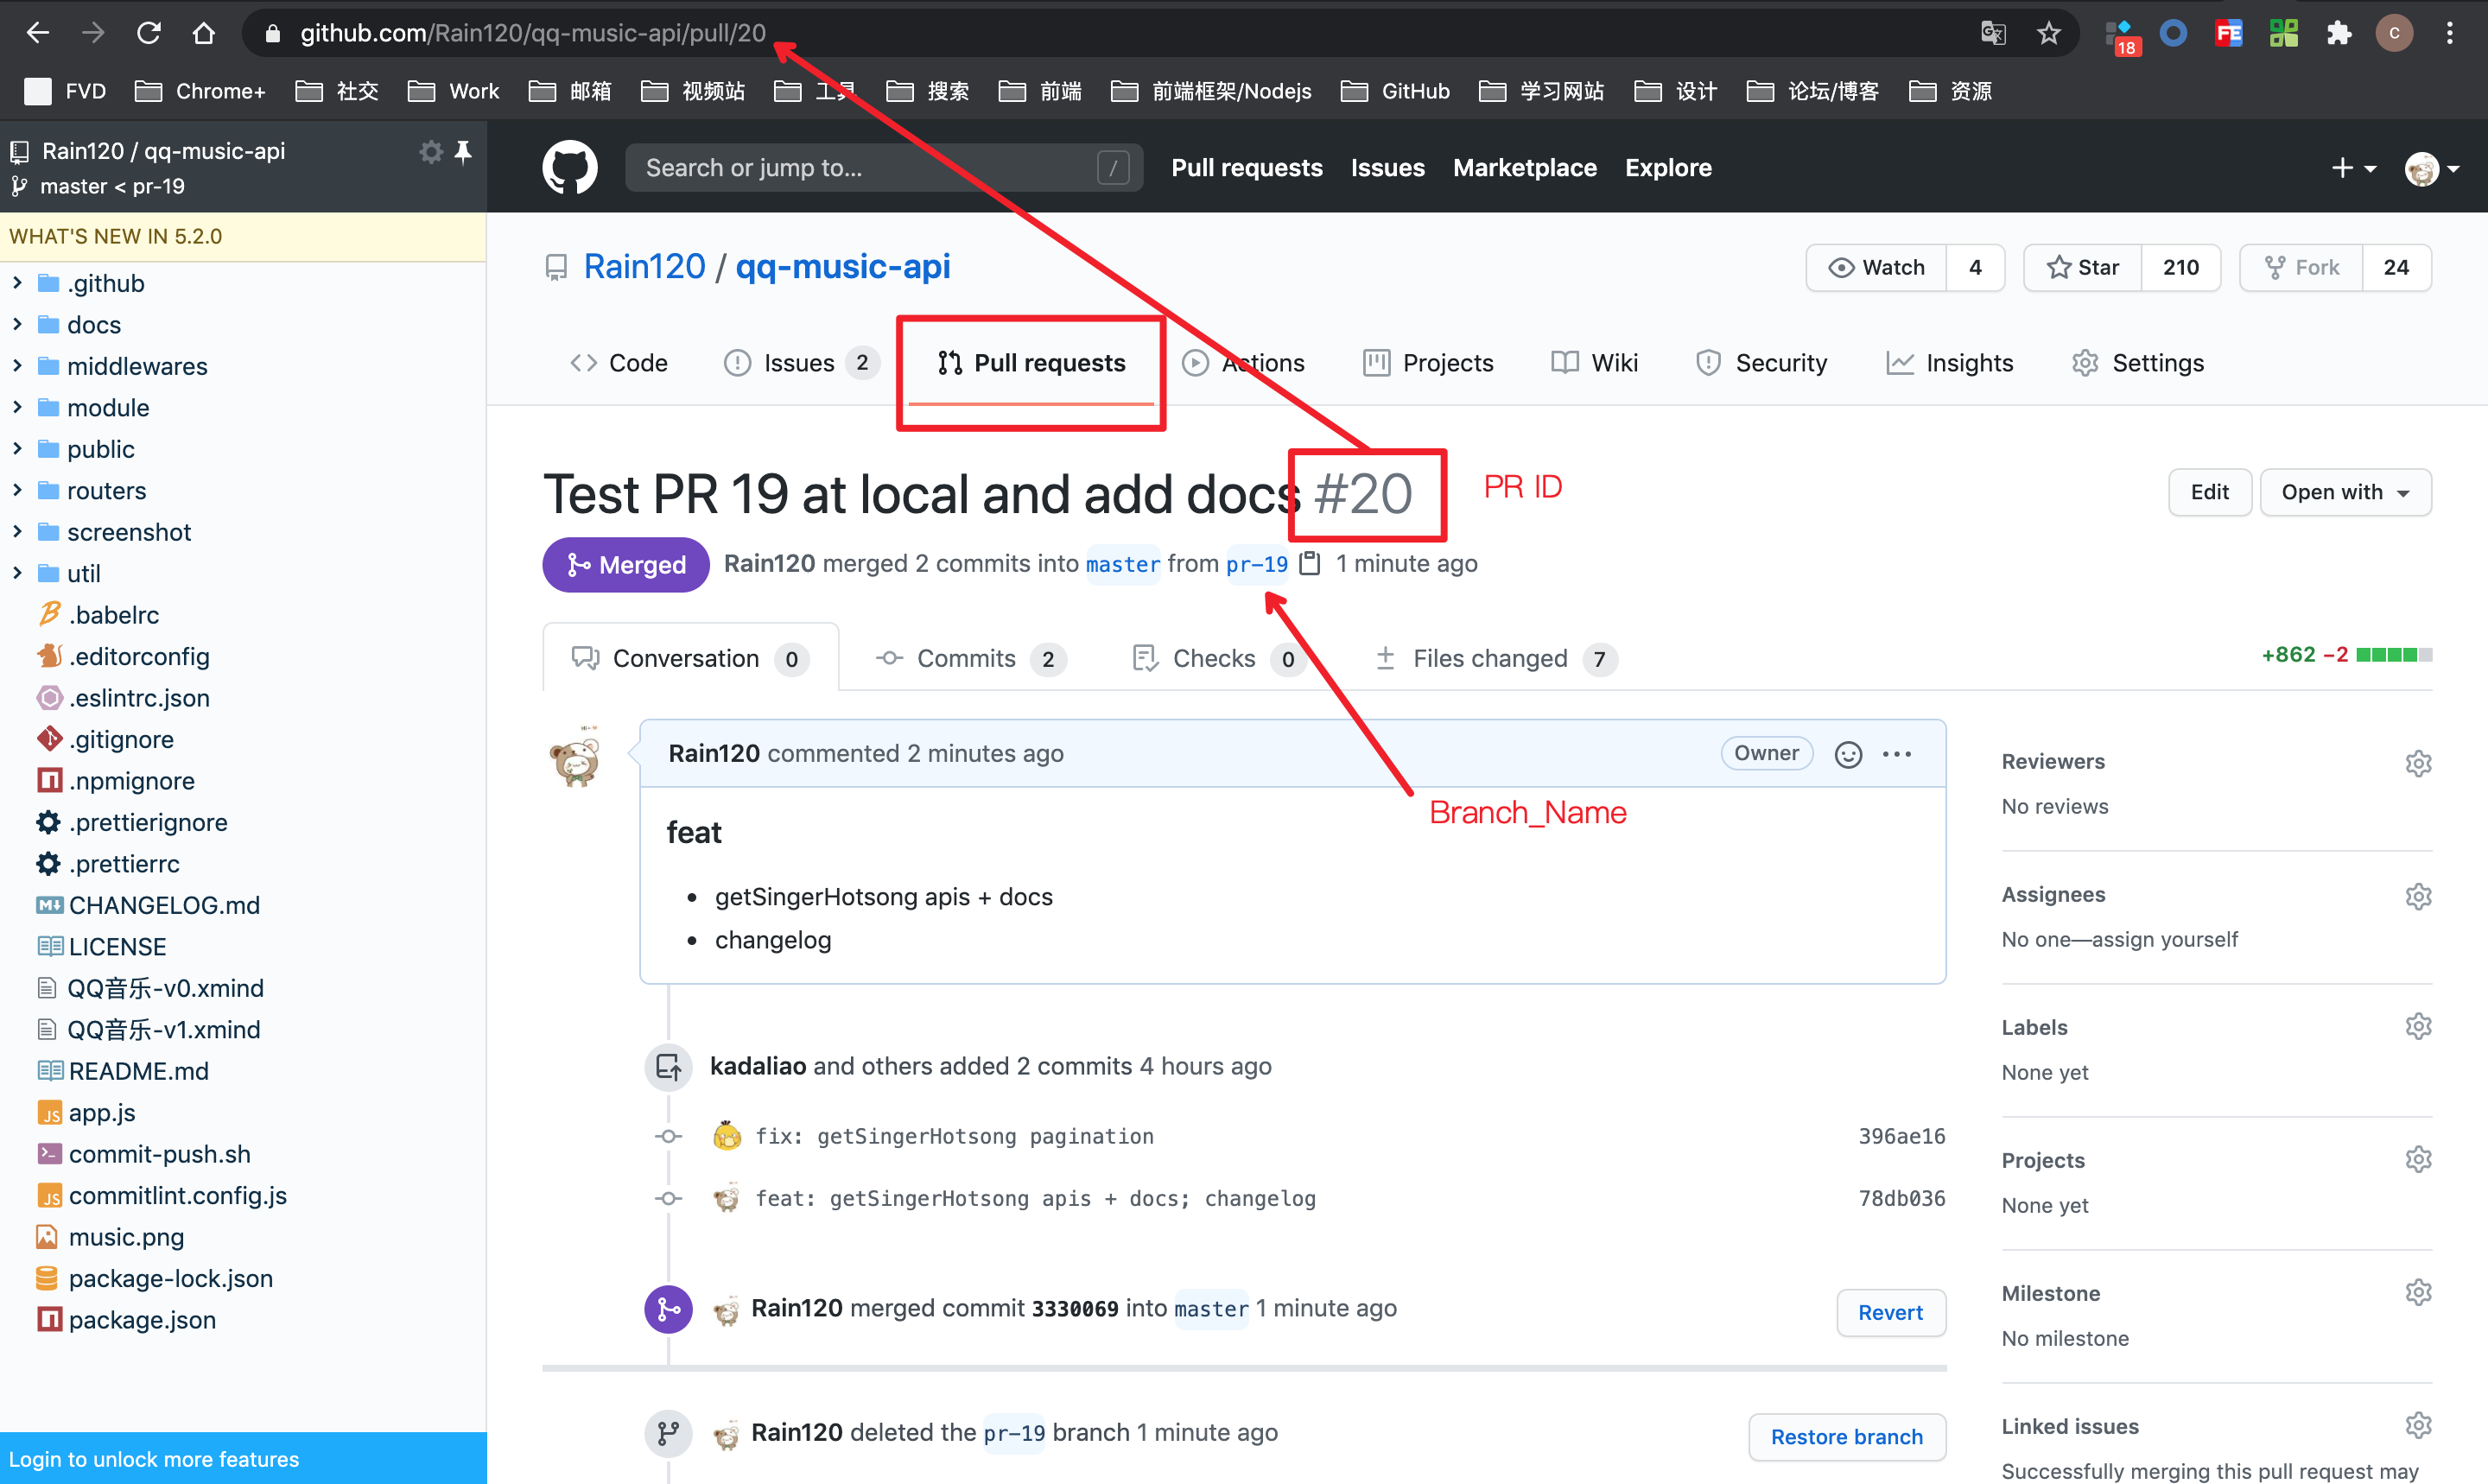 github.com/Rain120/qq-music-api/pull/20
18
FE
C
FVD Chrome+ 社交 Work 邮箱 视频站 工具 搜索 前端 前端框架/Nodejs GitHub 学习网站 设计 论坛/博客 资源
Rain120 / qq-music-api
master < pr-19
Search or jump to... / Pull requests Issues Marketplace Explore
WHAT'S NEW IN 5.2.0
.github
docs
middlewares
module
public
routers
screenshot
util
.babelrc
.editorconfig
.eslintrc.json
.gitignore
.npmignore
.prettierignore
.prettierrc
CHANGELOG.md
LICENSE
QQ音乐-v0.xmind
QQ音乐-v1.xmind
README.md
app.js
commit-push.sh
commitlint.config.js
music.png
package-lock.json
package.json
Login to unlock more features
Rain120 / qq-music-api
Watch 4 Star 210 Fork 24
Code Issues 2 Pull requests Actions Projects Wiki Security Insights Settings
Test PR 19 at local and add docs #20
PR ID
Edit Open with
Merged Rain120 merged 2 commits into master from pr-19 1 minute ago
Conversation 0 Commits 2 Checks 0 Files changed 7
+862 −2
Rain120 commented 2 minutes ago Owner
Branch_Name
feat
getSingerHotsong apis + docs
changelog
kadaliao and others added 2 commits 4 hours ago
fix: getSingerHotsong pagination 396ae16
feat: getSingerHotsong apis + docs; changelog 78db036
Rain120 merged commit 3330069 into master 1 minute ago Revert
Rain120 deleted the pr-19 branch 1 minute ago Restore branch
Reviewers
No reviews
Assignees
No one—assign yourself
Labels
None yet
Projects
None yet
Milestone
No milestone
Linked issues
Successfully merging this pull request may